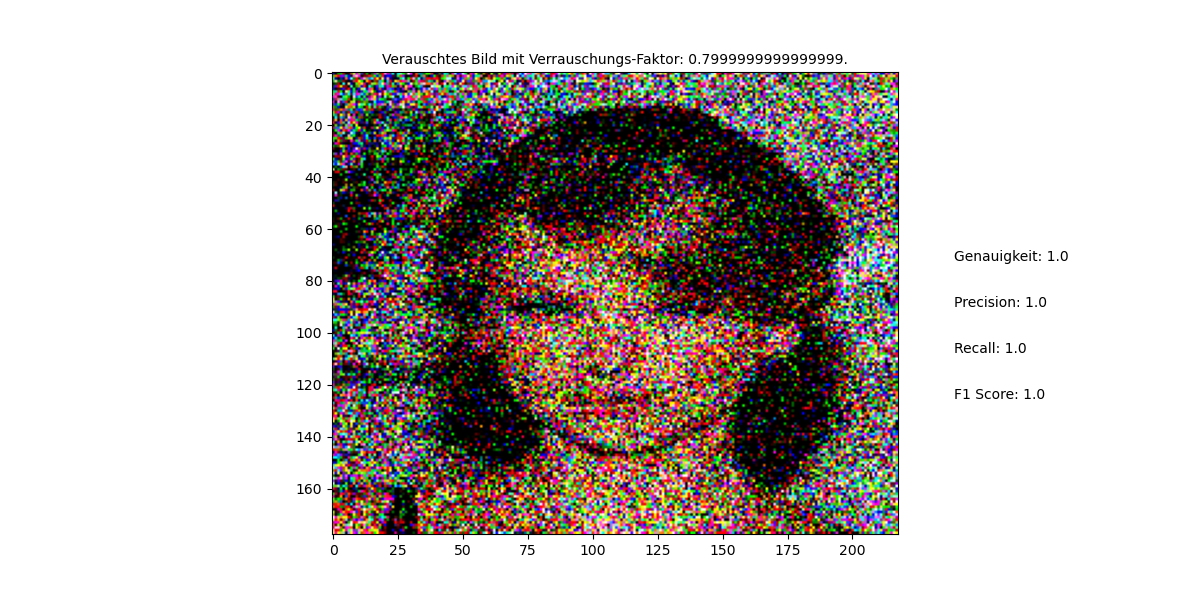 Verauschtes Bild mit Verrauschungs-Faktor: 0.7999999999999999.
0
20
40
60
80
100
120
140
160
0 25 50 75 100 125 150 175 200
Genauigkeit: 1.0
Precision: 1.0
Recall: 1.0
F1 Score: 1.0